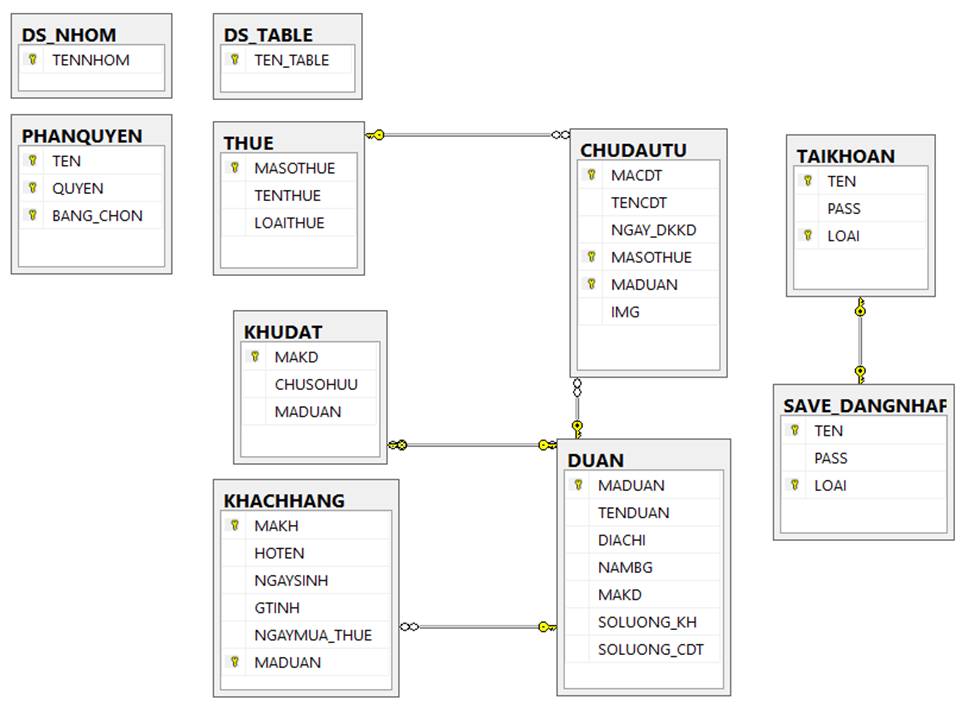 DS_NHOM
TENNHOM
DS_TABLE
TEN_TABLE
PHANQUYEN
TEN
QUYEN
BANG_CHON
THUE
MASOTHUE
TENTHUE
LOAITHUE
CHUDAUTU
MACDT
TENCDT
NGAY_DKKD
MASOTHUE
MADUAN
IMG
TAIKHOAN
TEN
PASS
LOAI
KHUDAT
MAKD
CHUSOHUU
MADUAN
SAVE_DANGNHAP
TEN
PASS
LOAI
KHACHHANG
MAKH
HOTEN
NGAYSINH
GTINH
NGAYMUA_THUE
MADUAN
DUAN
MADUAN
TENDUAN
DIACHI
NAMBG
MAKD
SOLUONG_KH
SOLUONG_CDT